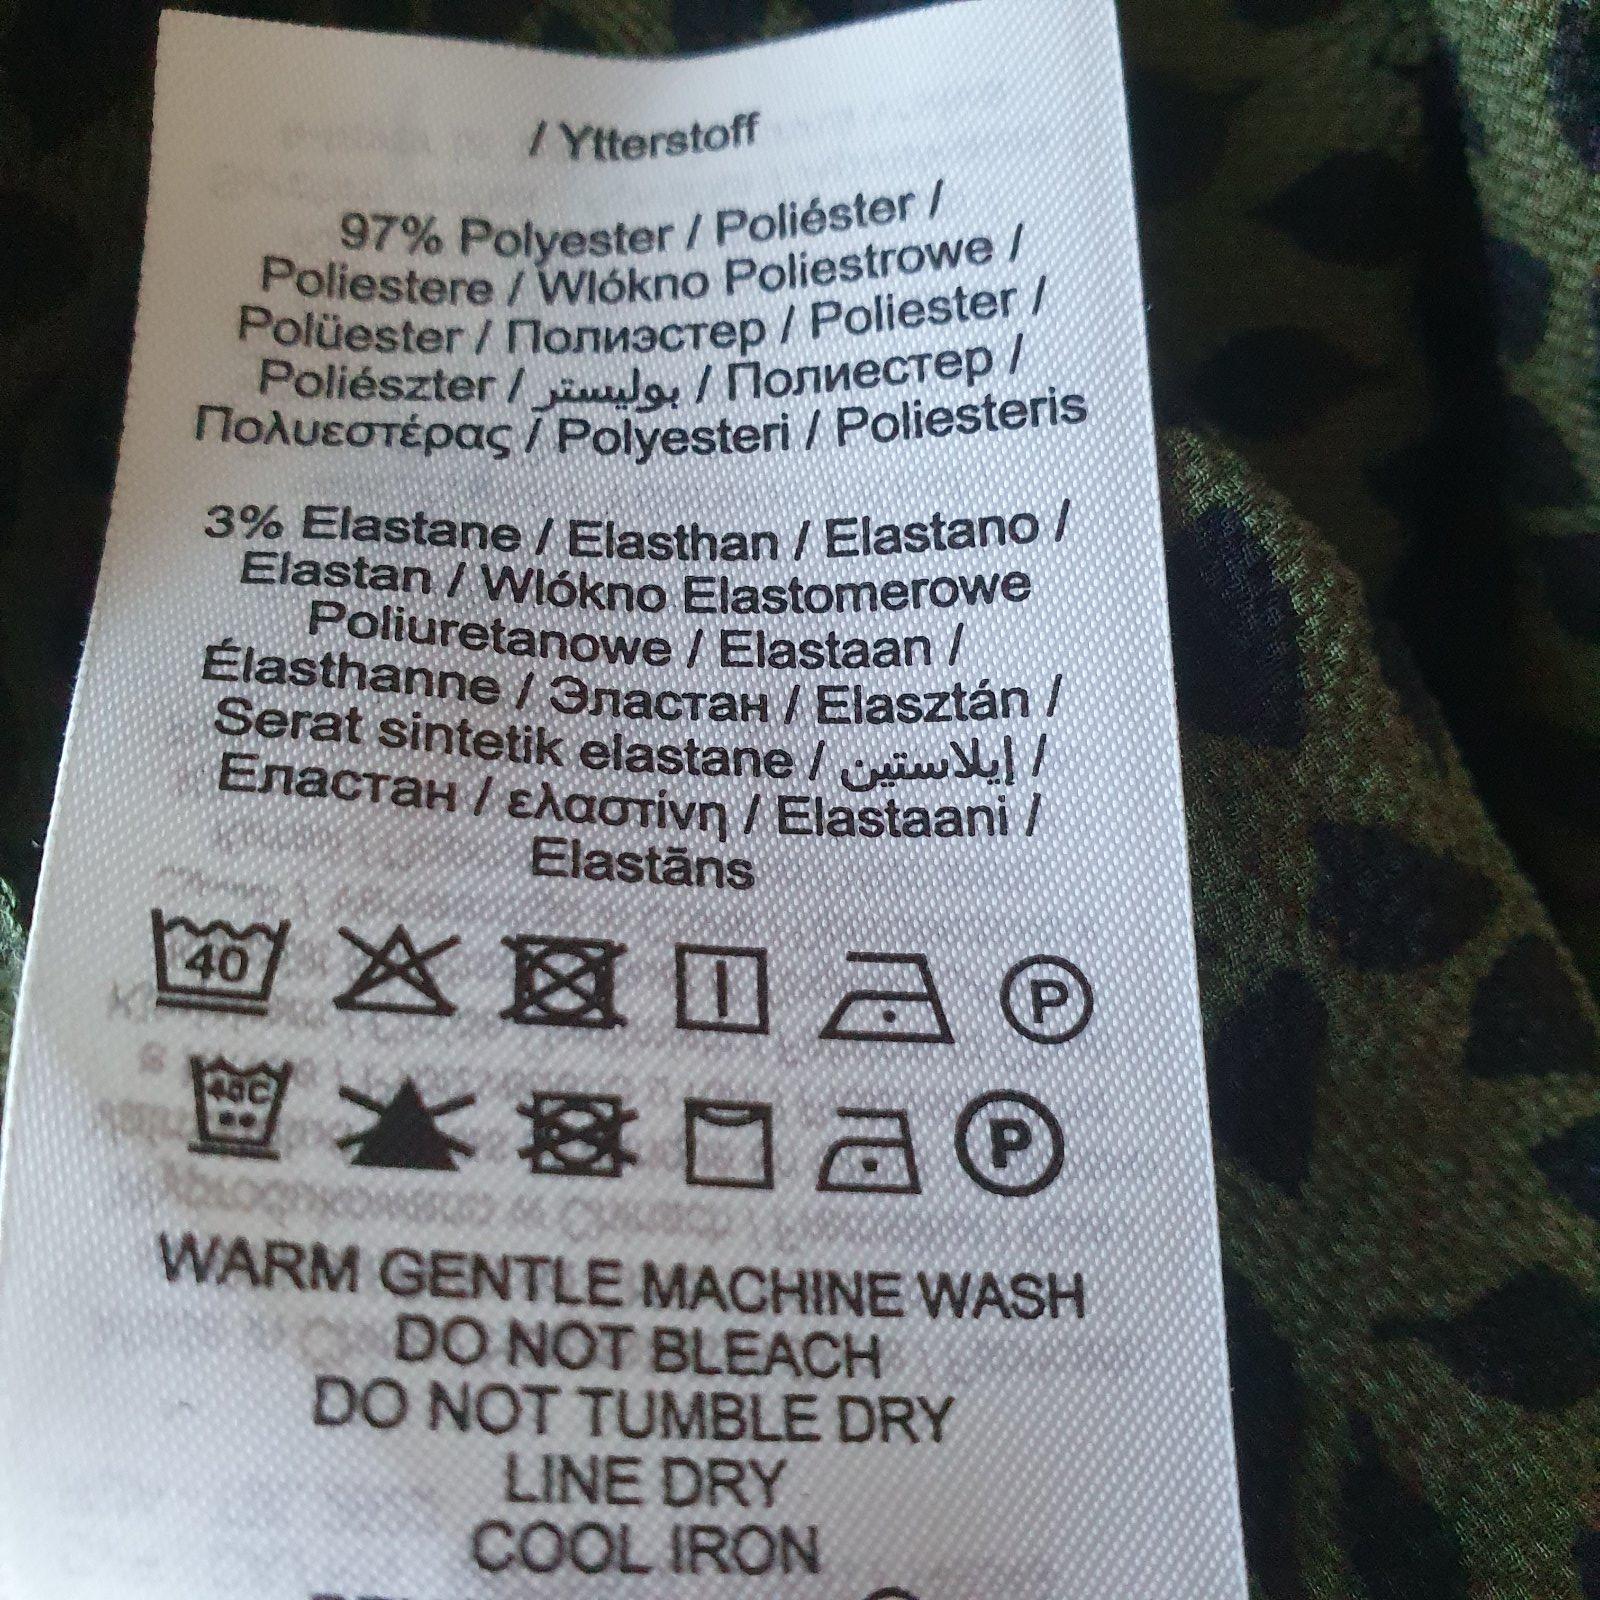 / Ytterstoff
97% Polyester / Poliéster /
Poliestere / Wlókno Poliestrowe /
Polüester / Полиэстер / Poliester /
Poliészter / بوليستر / Полиестер /
Πολυεστέρας / Polyesteri / Poliesteris
3% Elastane / Elasthan / Elastano /
Elastan / Wlókno Elastomerowe
Poliuretanowe / Elastaan /
Élasthanne / Эластан / Elasztán /
Serat sintetik elastane / إيلاستين /
Еластан / ελαστίνη / Elastaani /
Elastāns
40 P
40C P
WARM GENTLE MACHINE WASH
DO NOT BLEACH
DO NOT TUMBLE DRY
LINE DRY
COOL IRON